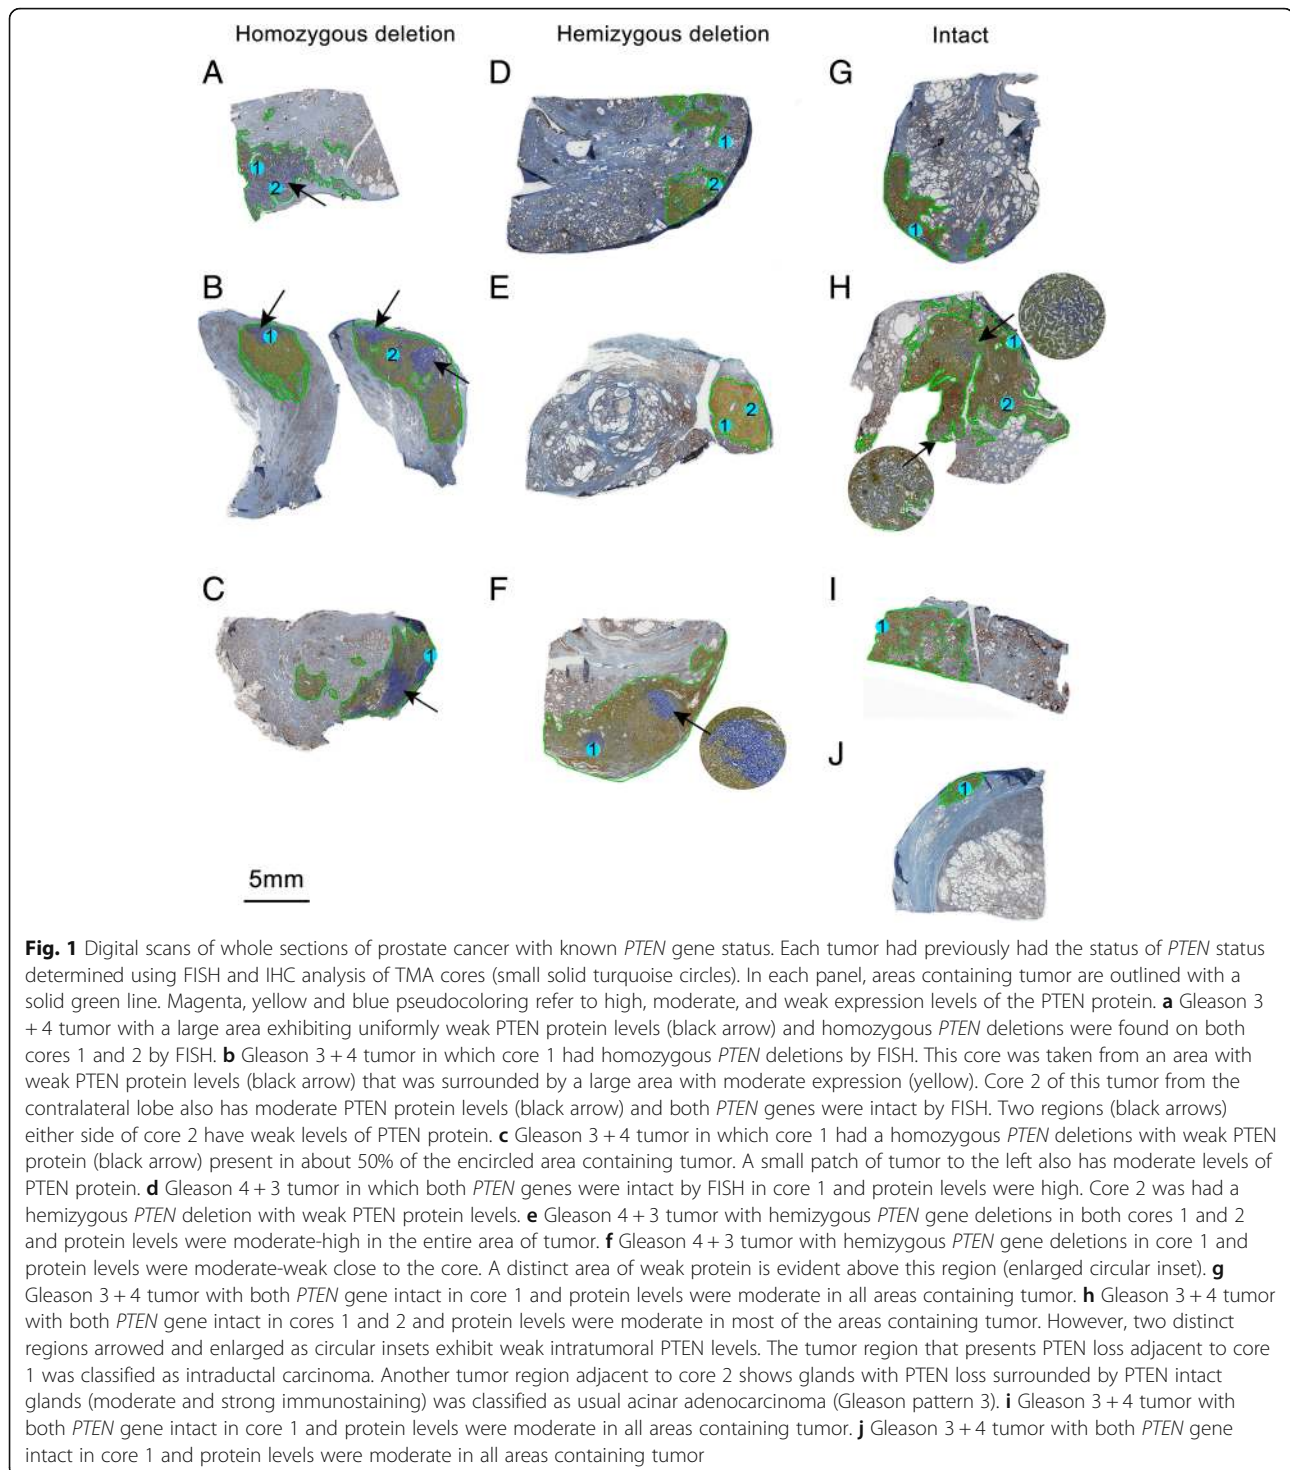 Homozygous deletion
Hemizygous deletion
Intact
A
D
G
1
2
1
2
1
B
E
H
1
2
1
2
1
2
C
F
I
1
1
1
J
1
5mm
Fig. 1 Digital scans of whole sections of prostate cancer with known PTEN gene status. Each tumor had previously had the status of PTEN status
determined using FISH and IHC analysis of TMA cores (small solid turquoise circles). In each panel, areas containing tumor are outlined with a
solid green line. Magenta, yellow and blue pseudocoloring refer to high, moderate, and weak expression levels of the PTEN protein. a Gleason 3
+ 4 tumor with a large area exhibiting uniformly weak PTEN protein levels (black arrow) and homozygous PTEN deletions were found on both
cores 1 and 2 by FISH. b Gleason 3 + 4 tumor in which core 1 had homozygous PTEN deletions by FISH. This core was taken from an area with
weak PTEN protein levels (black arrow) that was surrounded by a large area with moderate expression (yellow). Core 2 of this tumor from the
contralateral lobe also has moderate PTEN protein levels (black arrow) and both PTEN genes were intact by FISH. Two regions (black arrows)
either side of core 2 have weak levels of PTEN protein. c Gleason 3 + 4 tumor in which core 1 had a homozygous PTEN deletions with weak PTEN
protein (black arrow) present in about 50% of the encircled area containing tumor. A small patch of tumor to the left also has moderate levels of
PTEN protein. d Gleason 4 + 3 tumor in which both PTEN genes were intact by FISH in core 1 and protein levels were high. Core 2 was had a
hemizygous PTEN deletion with weak PTEN protein levels. e Gleason 4 + 3 tumor with hemizygous PTEN gene deletions in both cores 1 and 2
and protein levels were moderate-high in the entire area of tumor. f Gleason 4 + 3 tumor with hemizygous PTEN gene deletions in core 1 and
protein levels were moderate-weak close to the core. A distinct area of weak protein is evident above this region (enlarged circular inset). g
Gleason 3 + 4 tumor with both PTEN gene intact in core 1 and protein levels were moderate in all areas containing tumor. h Gleason 3 + 4 tumor
with both PTEN gene intact in cores 1 and 2 and protein levels were moderate in most of the areas containing tumor. However, two distinct
regions arrowed and enlarged as circular insets exhibit weak intratumoral PTEN levels. The tumor region that presents PTEN loss adjacent to core
1 was classified as intraductal carcinoma. Another tumor region adjacent to core 2 shows glands with PTEN loss surrounded by PTEN intact
glands (moderate and strong immunostaining) was classified as usual acinar adenocarcinoma (Gleason pattern 3). i Gleason 3 + 4 tumor with
both PTEN gene intact in core 1 and protein levels were moderate in all areas containing tumor. j Gleason 3 + 4 tumor with both PTEN gene
intact in core 1 and protein levels were moderate in all areas containing tumor